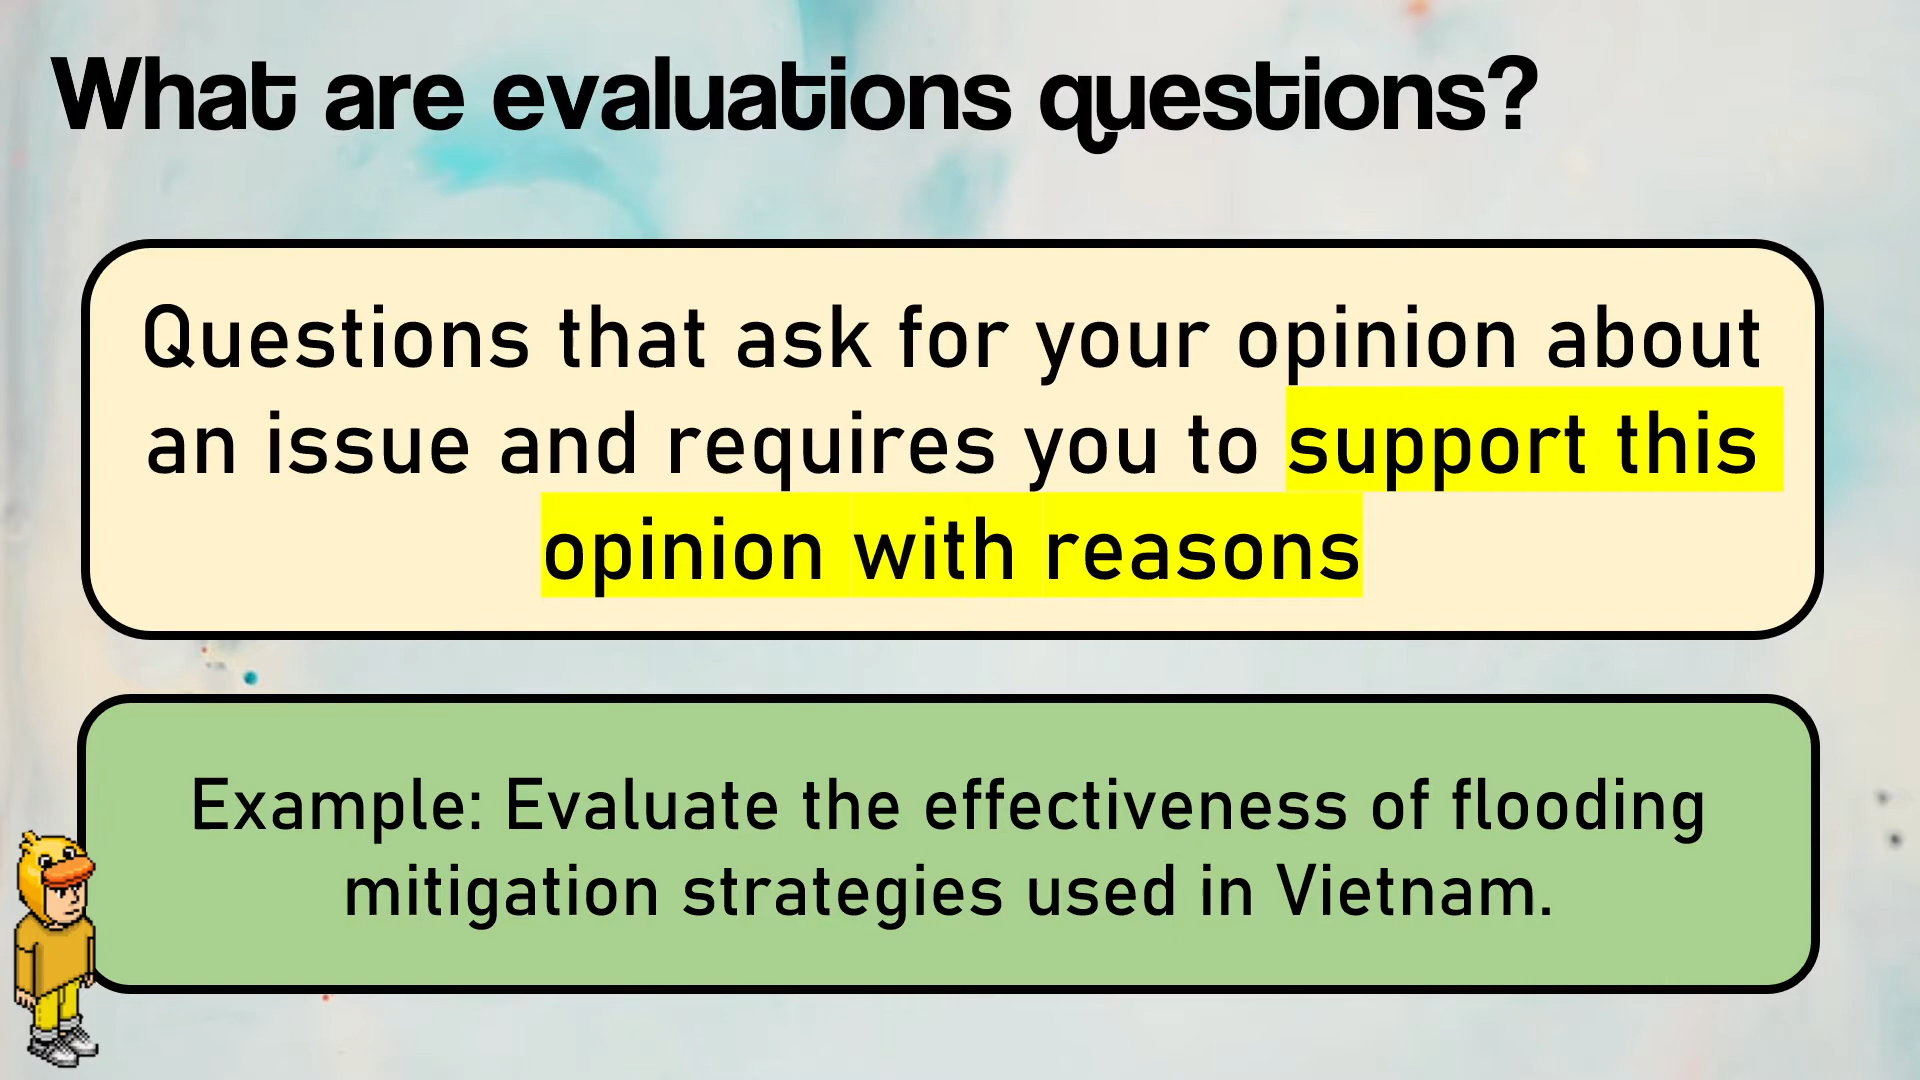 What are evaluations questions?
Questions that ask for your opinion about
an issue and requires you to support this
opinion with reasons
Example: Evaluate the effectiveness of flooding
mitigation strategies used in Vietnam.